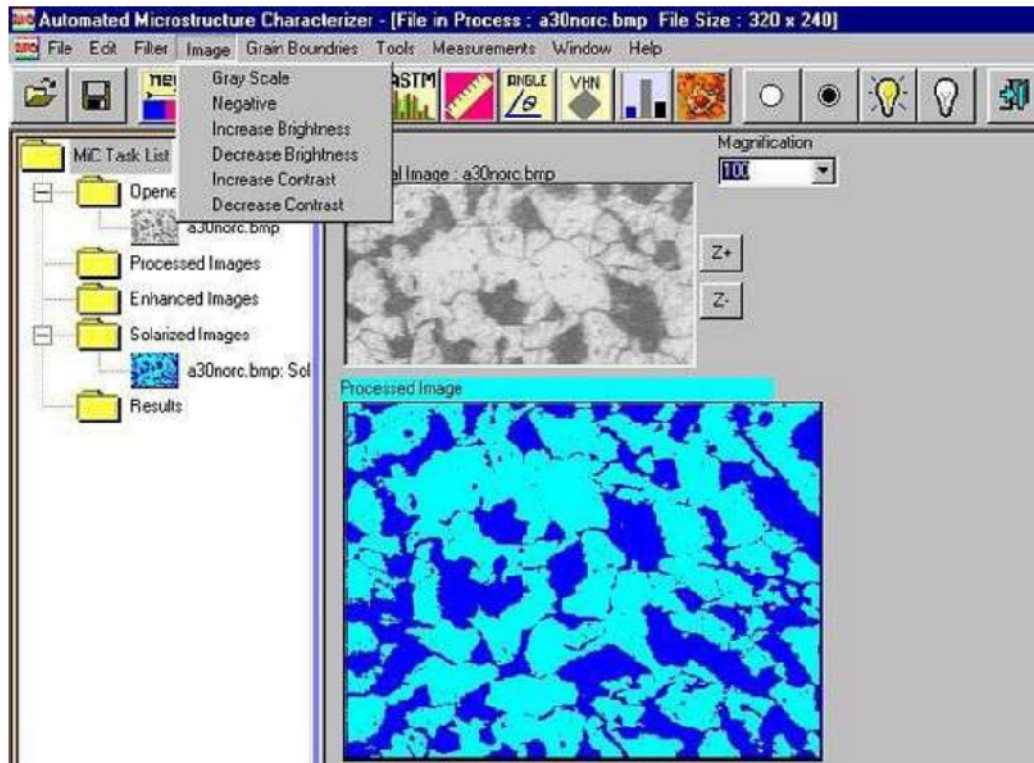 Automated Microstructure Characterizer - [File in Process : a30norc.bmp File Size : 320 x 240]
File Edit Filter Image Grain Boundries Tools Measurements Window Help
Gray Scale
Negative
Increase Brightness
Decrease Brightness
Increase Contrast
Decrease Contrast
ASTM
ANGLE
θ
VHN
Magnification
100
MiC Task List
Opene
a30norc.bmp
Processed Images
Enhanced Images
Solarized Images
a30norc.bmp: Sol
Results
al Image : a30norc.bmp
Z+
Z-
Processed Image